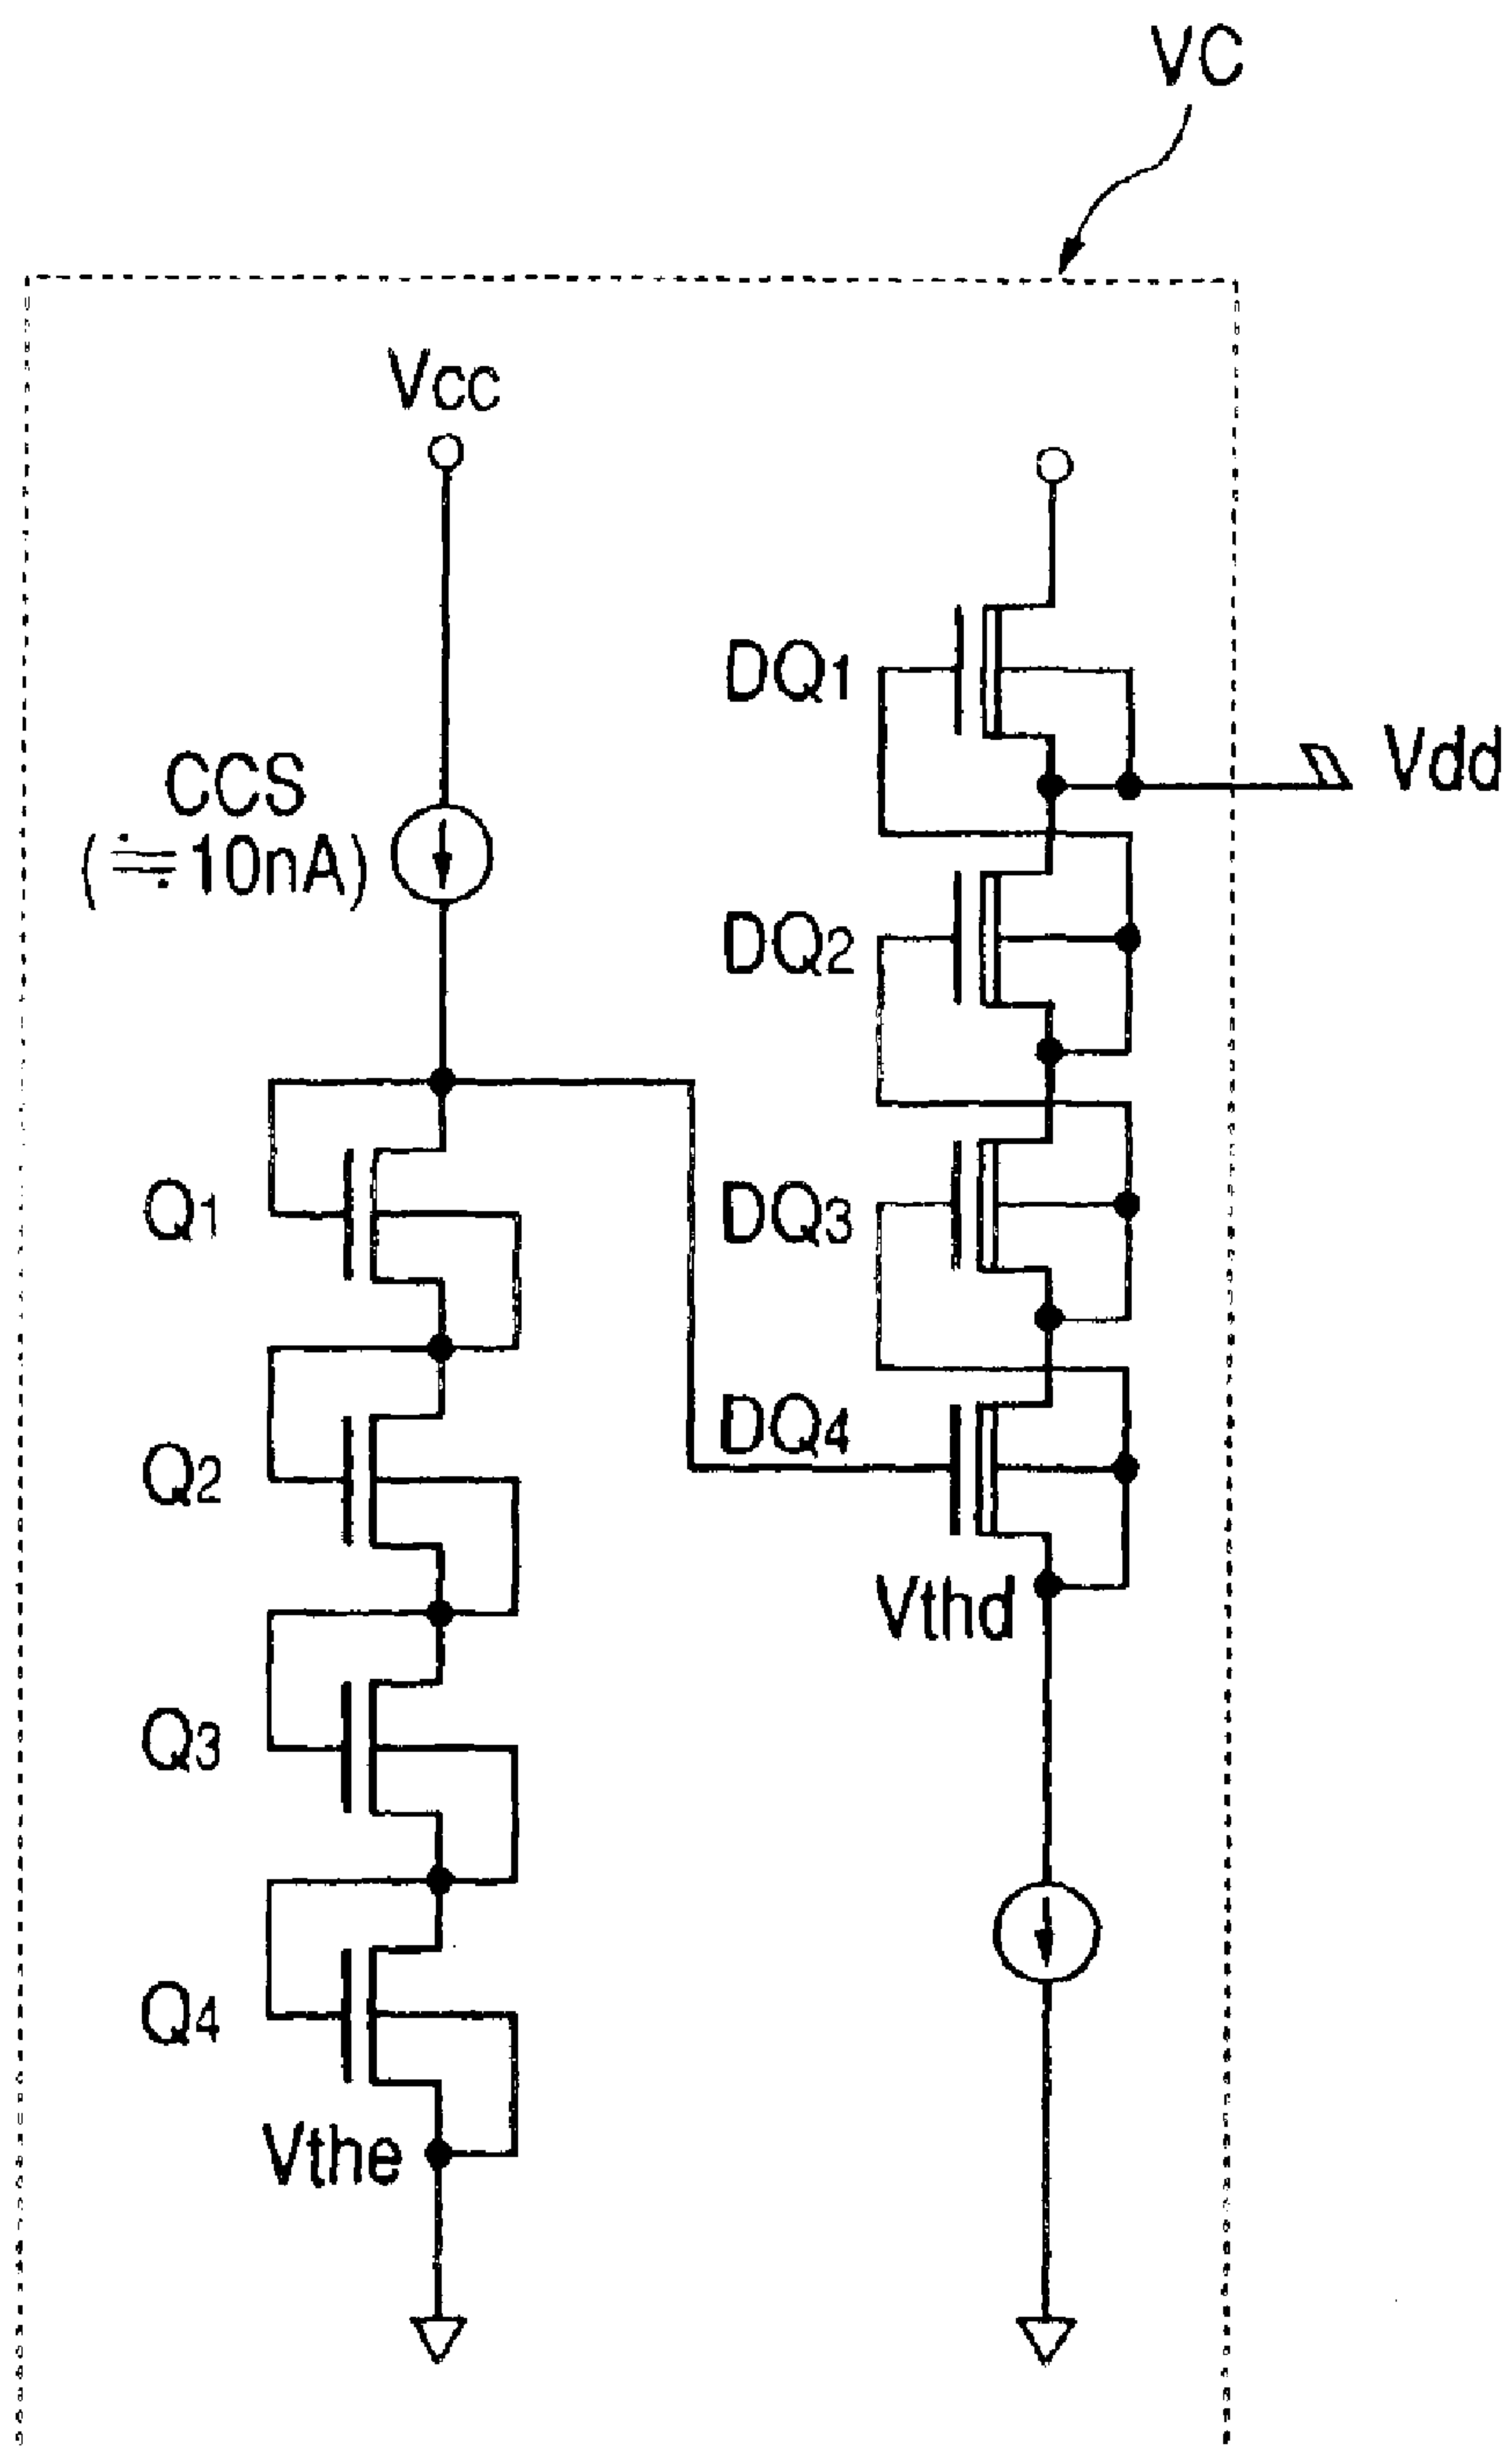 VC
Vcc
CCS
(≒10nA)
DQ1
Vdd
DQ2
Q1
DQ3
Q2
DQ4
Vthd
Q3
Q4
Vthe